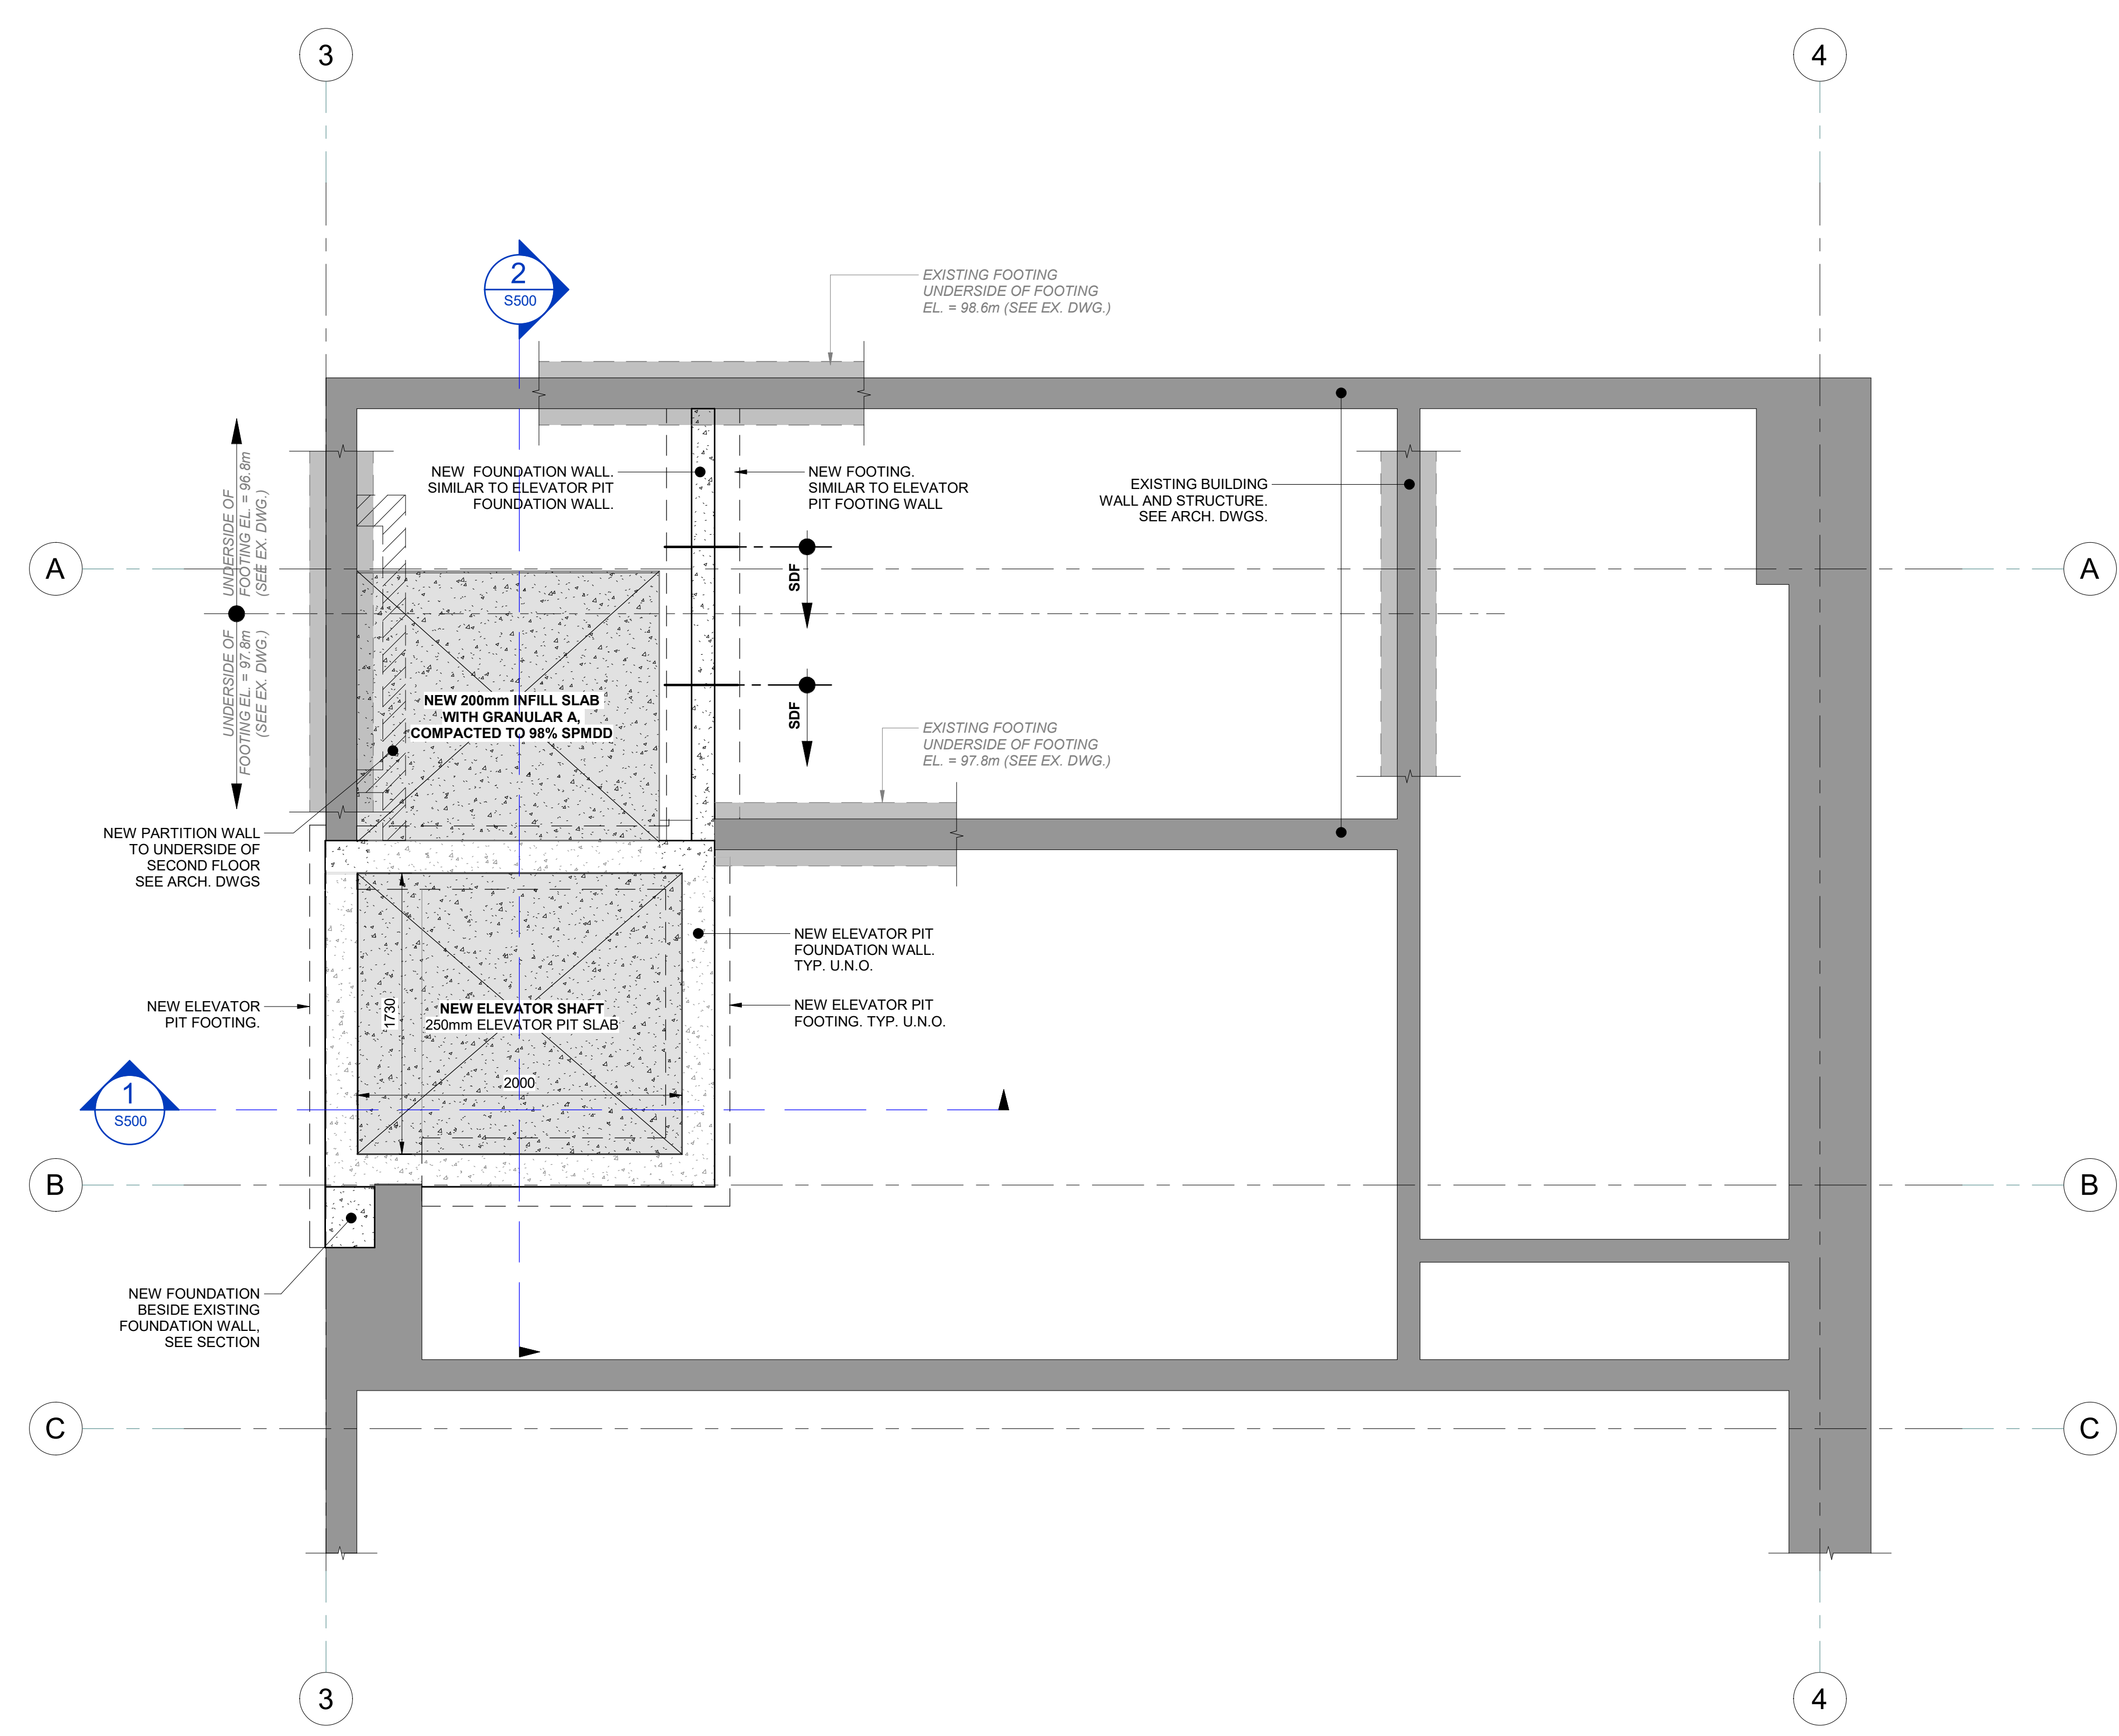 3
4
2
S500
EXISTING FOOTING
UNDERSIDE OF FOOTING
EL. = 98.6m (SEE EX. DWG.)
UNDERSIDE OF
FOOTING EL. = 96.8m
(SEE EX. DWG.)
NEW FOUNDATION WALL.
SIMILAR TO ELEVATOR PIT
FOUNDATION WALL.
NEW FOOTING.
SIMILAR TO ELEVATOR
PIT FOOTING WALL
EXISTING BUILDING
WALL AND STRUCTURE.
SEE ARCH. DWGS.
A
A
SDF
UNDERSIDE OF
FOOTING EL. = 97.8m
(SEE EX. DWG.)
NEW 200mm INFILL SLAB
WITH GRANULAR A,
COMPACTED TO 98% SPMDD
SDF
EXISTING FOOTING
UNDERSIDE OF FOOTING
EL. = 97.8m (SEE EX. DWG.)
NEW PARTITION WALL
TO UNDERSIDE OF
SECOND FLOOR
SEE ARCH. DWGS
NEW ELEVATOR PIT
FOUNDATION WALL.
TYP. U.N.O.
NEW ELEVATOR
PIT FOOTING.
1730
NEW ELEVATOR SHAFT
250mm ELEVATOR PIT SLAB
NEW ELEVATOR PIT
FOOTING. TYP. U.N.O.
2000
1
S500
B
B
NEW FOUNDATION
BESIDE EXISTING
FOUNDATION WALL,
SEE SECTION
C
C
3
4